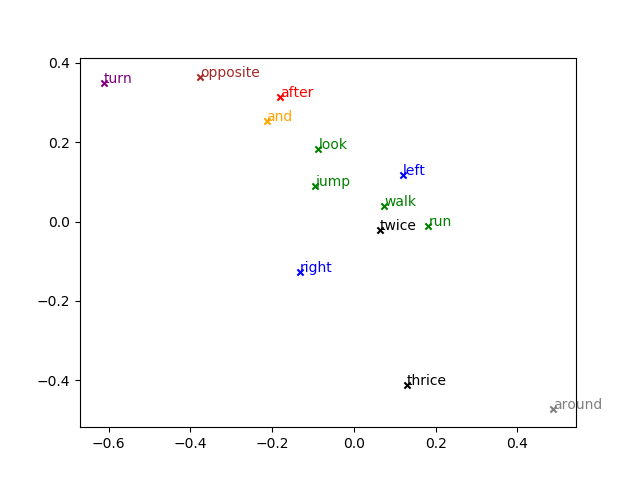 0.4
turn
opposite
after
and
0.2
look
left
jump
walk
0.0
twice
run
right
−0.2
−0.4
thrice
around
−0.6
−0.4
−0.2
0.0
0.2
0.4